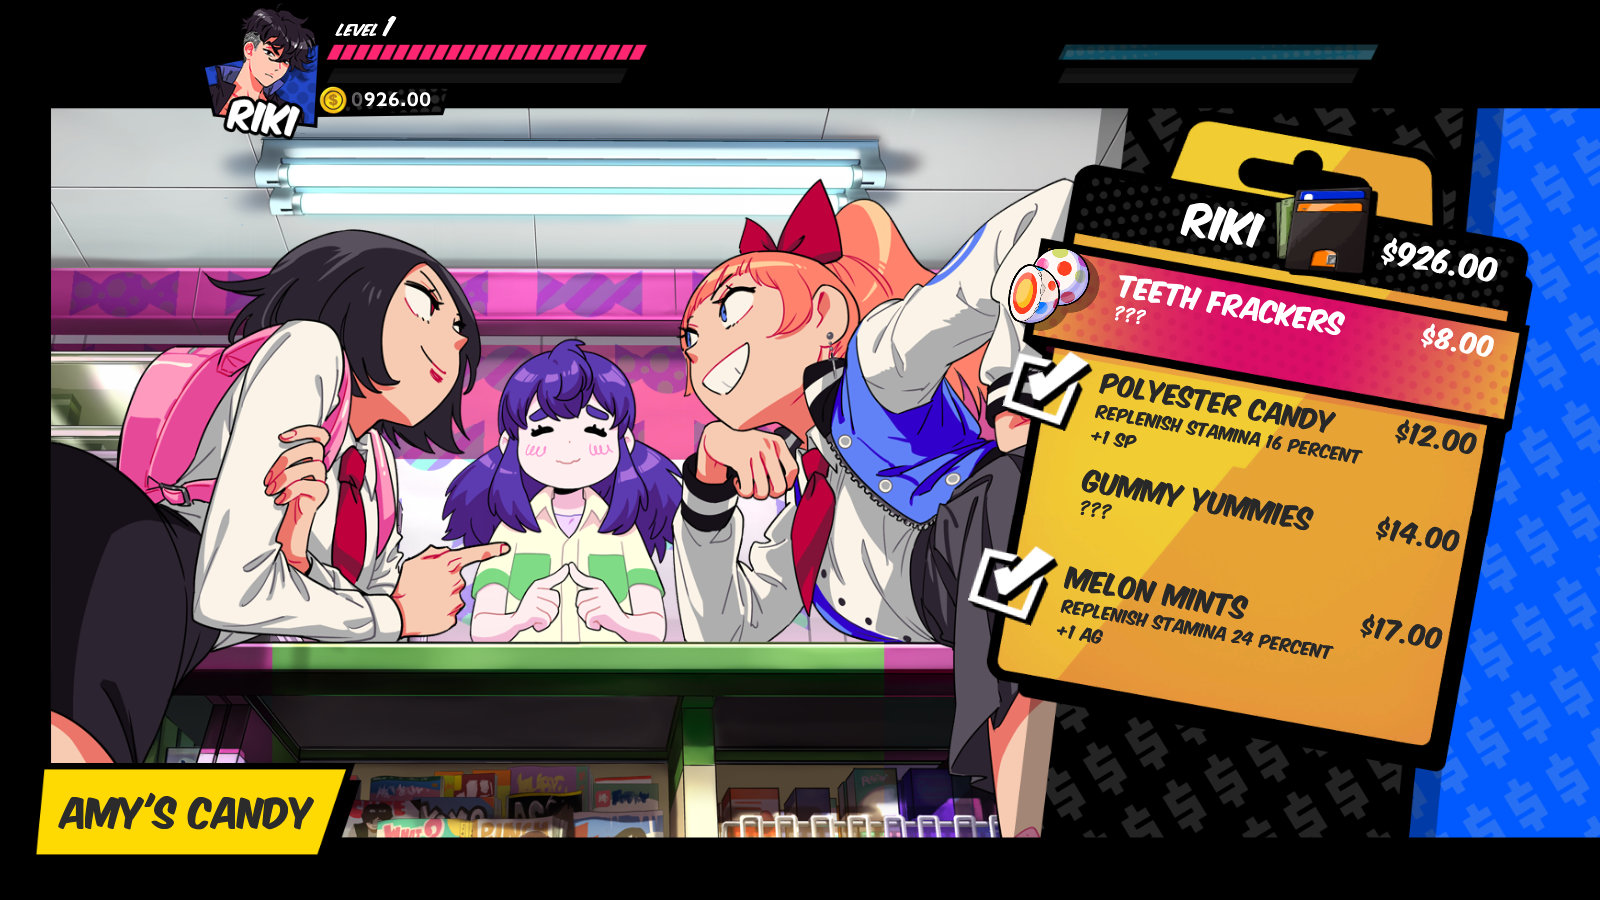 LEVEL 1
0926.00
RIKI
RIKI
$926.00
TEETH FRACKERS
???
$8.00
POLYESTER CANDY
REPLENISH STAMINA 16 PERCENT
+1 SP
$12.00
GUMMY YUMMIES
???
$14.00
MELON MINTS
REPLENISH STAMINA 24 PERCENT
+1 AG
$17.00
AMY'S CANDY